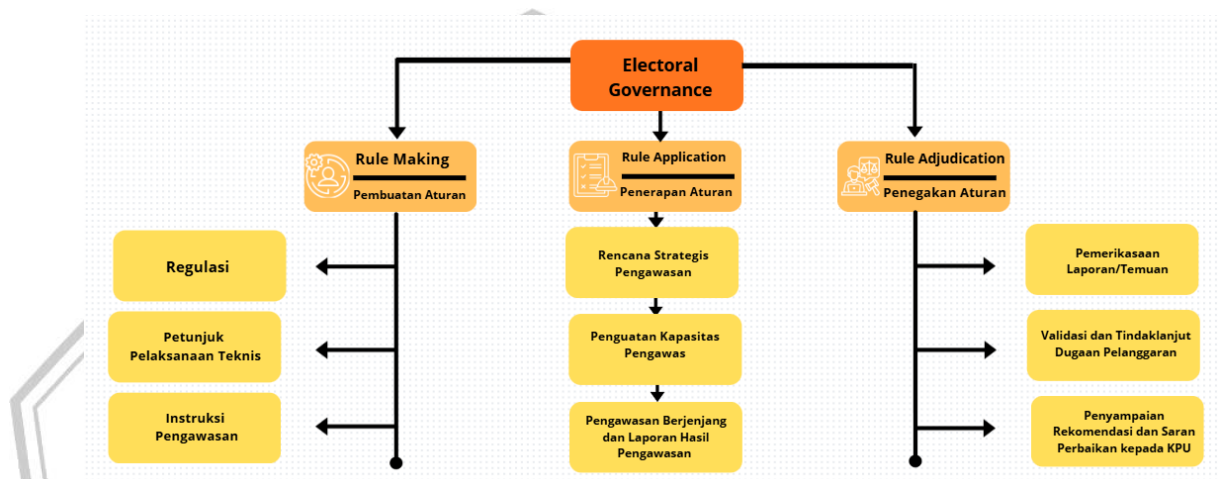 Electoral
Governance
Rule Making
Pembuatan Aturan
Rule Application
Penerapan Aturan
Rule Adjudication
Penegakan Aturan
Regulasi
Petunjuk
Pelaksanaan Teknis
Instruksi
Pengawasan
Rencana Strategis
Pengawasan
Penguatan Kapasitas
Pengawas
Pengawasan Berjenjang
dan Laporan Hasil
Pengawasan
Pemerikasaan
Laporan/Temuan
Validasi dan Tindaklanjut
Dugaan Pelanggaran
Penyampaian
Rekomendasi dan Saran
Perbaikan kepada KPU